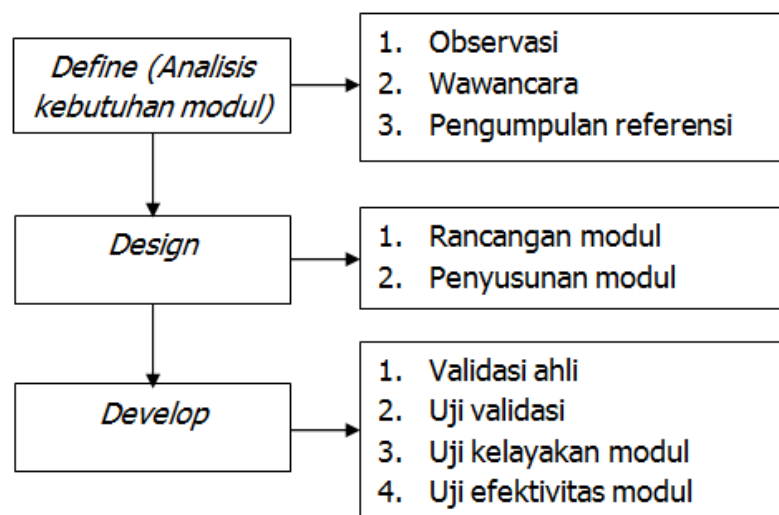 Define (Analisis
kebutuhan modul)
1. Observasi
2. Wawancara
3. Pengumpulan referensi
Design
1. Rancangan modul
2. Penyusunan modul
Develop
1. Validasi ahli
2. Uji validasi
3. Uji kelayakan modul
4. Uji efektivitas modul